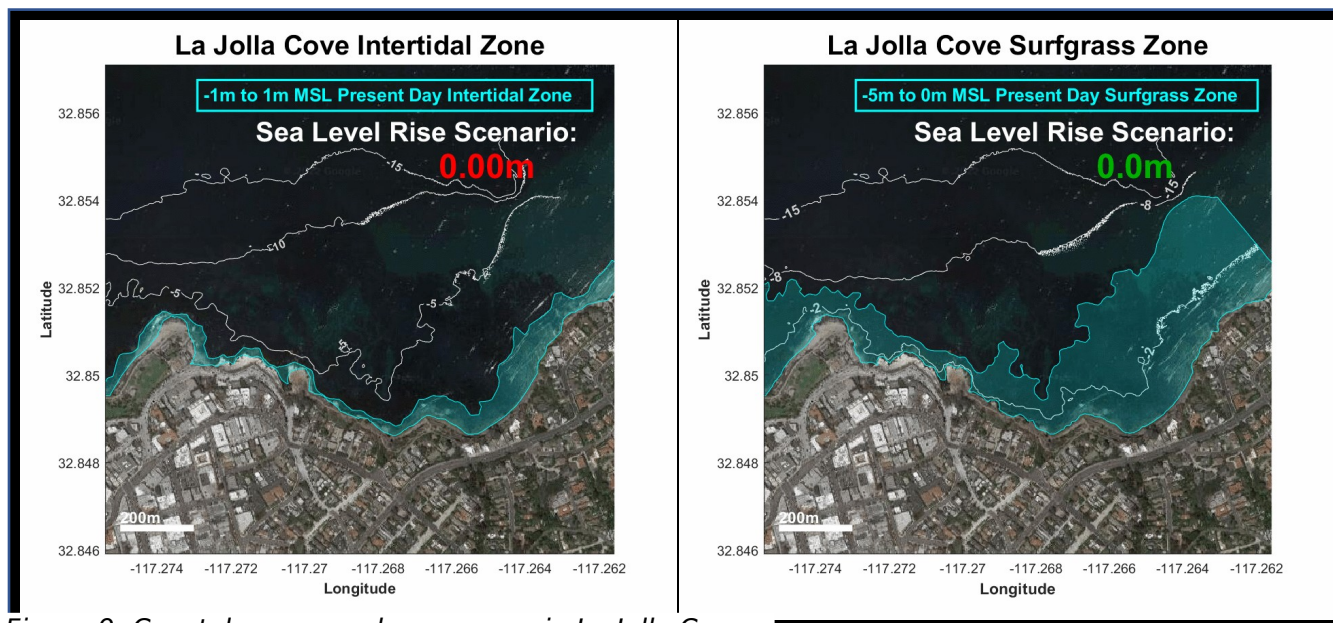 La Jolla Cove Intertidal Zone
-1m to 1m MSL Present Day Intertidal Zone
Sea Level Rise Scenario:
0.00m
-15
-10
-5
-5
-5
Google
200m
32.856
32.854
32.852
32.85
32.848
32.846
Latitude
-117.274 -117.272 -117.27 -117.268 -117.266 -117.264 -117.262
Longitude
La Jolla Cove Surfgrass Zone
-5m to 0m MSL Present Day Surfgrass Zone
Sea Level Rise Scenario:
0.0m
-15
-15
-8
-8
-2
-2
200m
32.856
32.854
32.852
32.85
32.848
32.846
Latitude
-117.274 -117.272 -117.27 -117.268 -117.266 -117.264 -117.262
Longitude